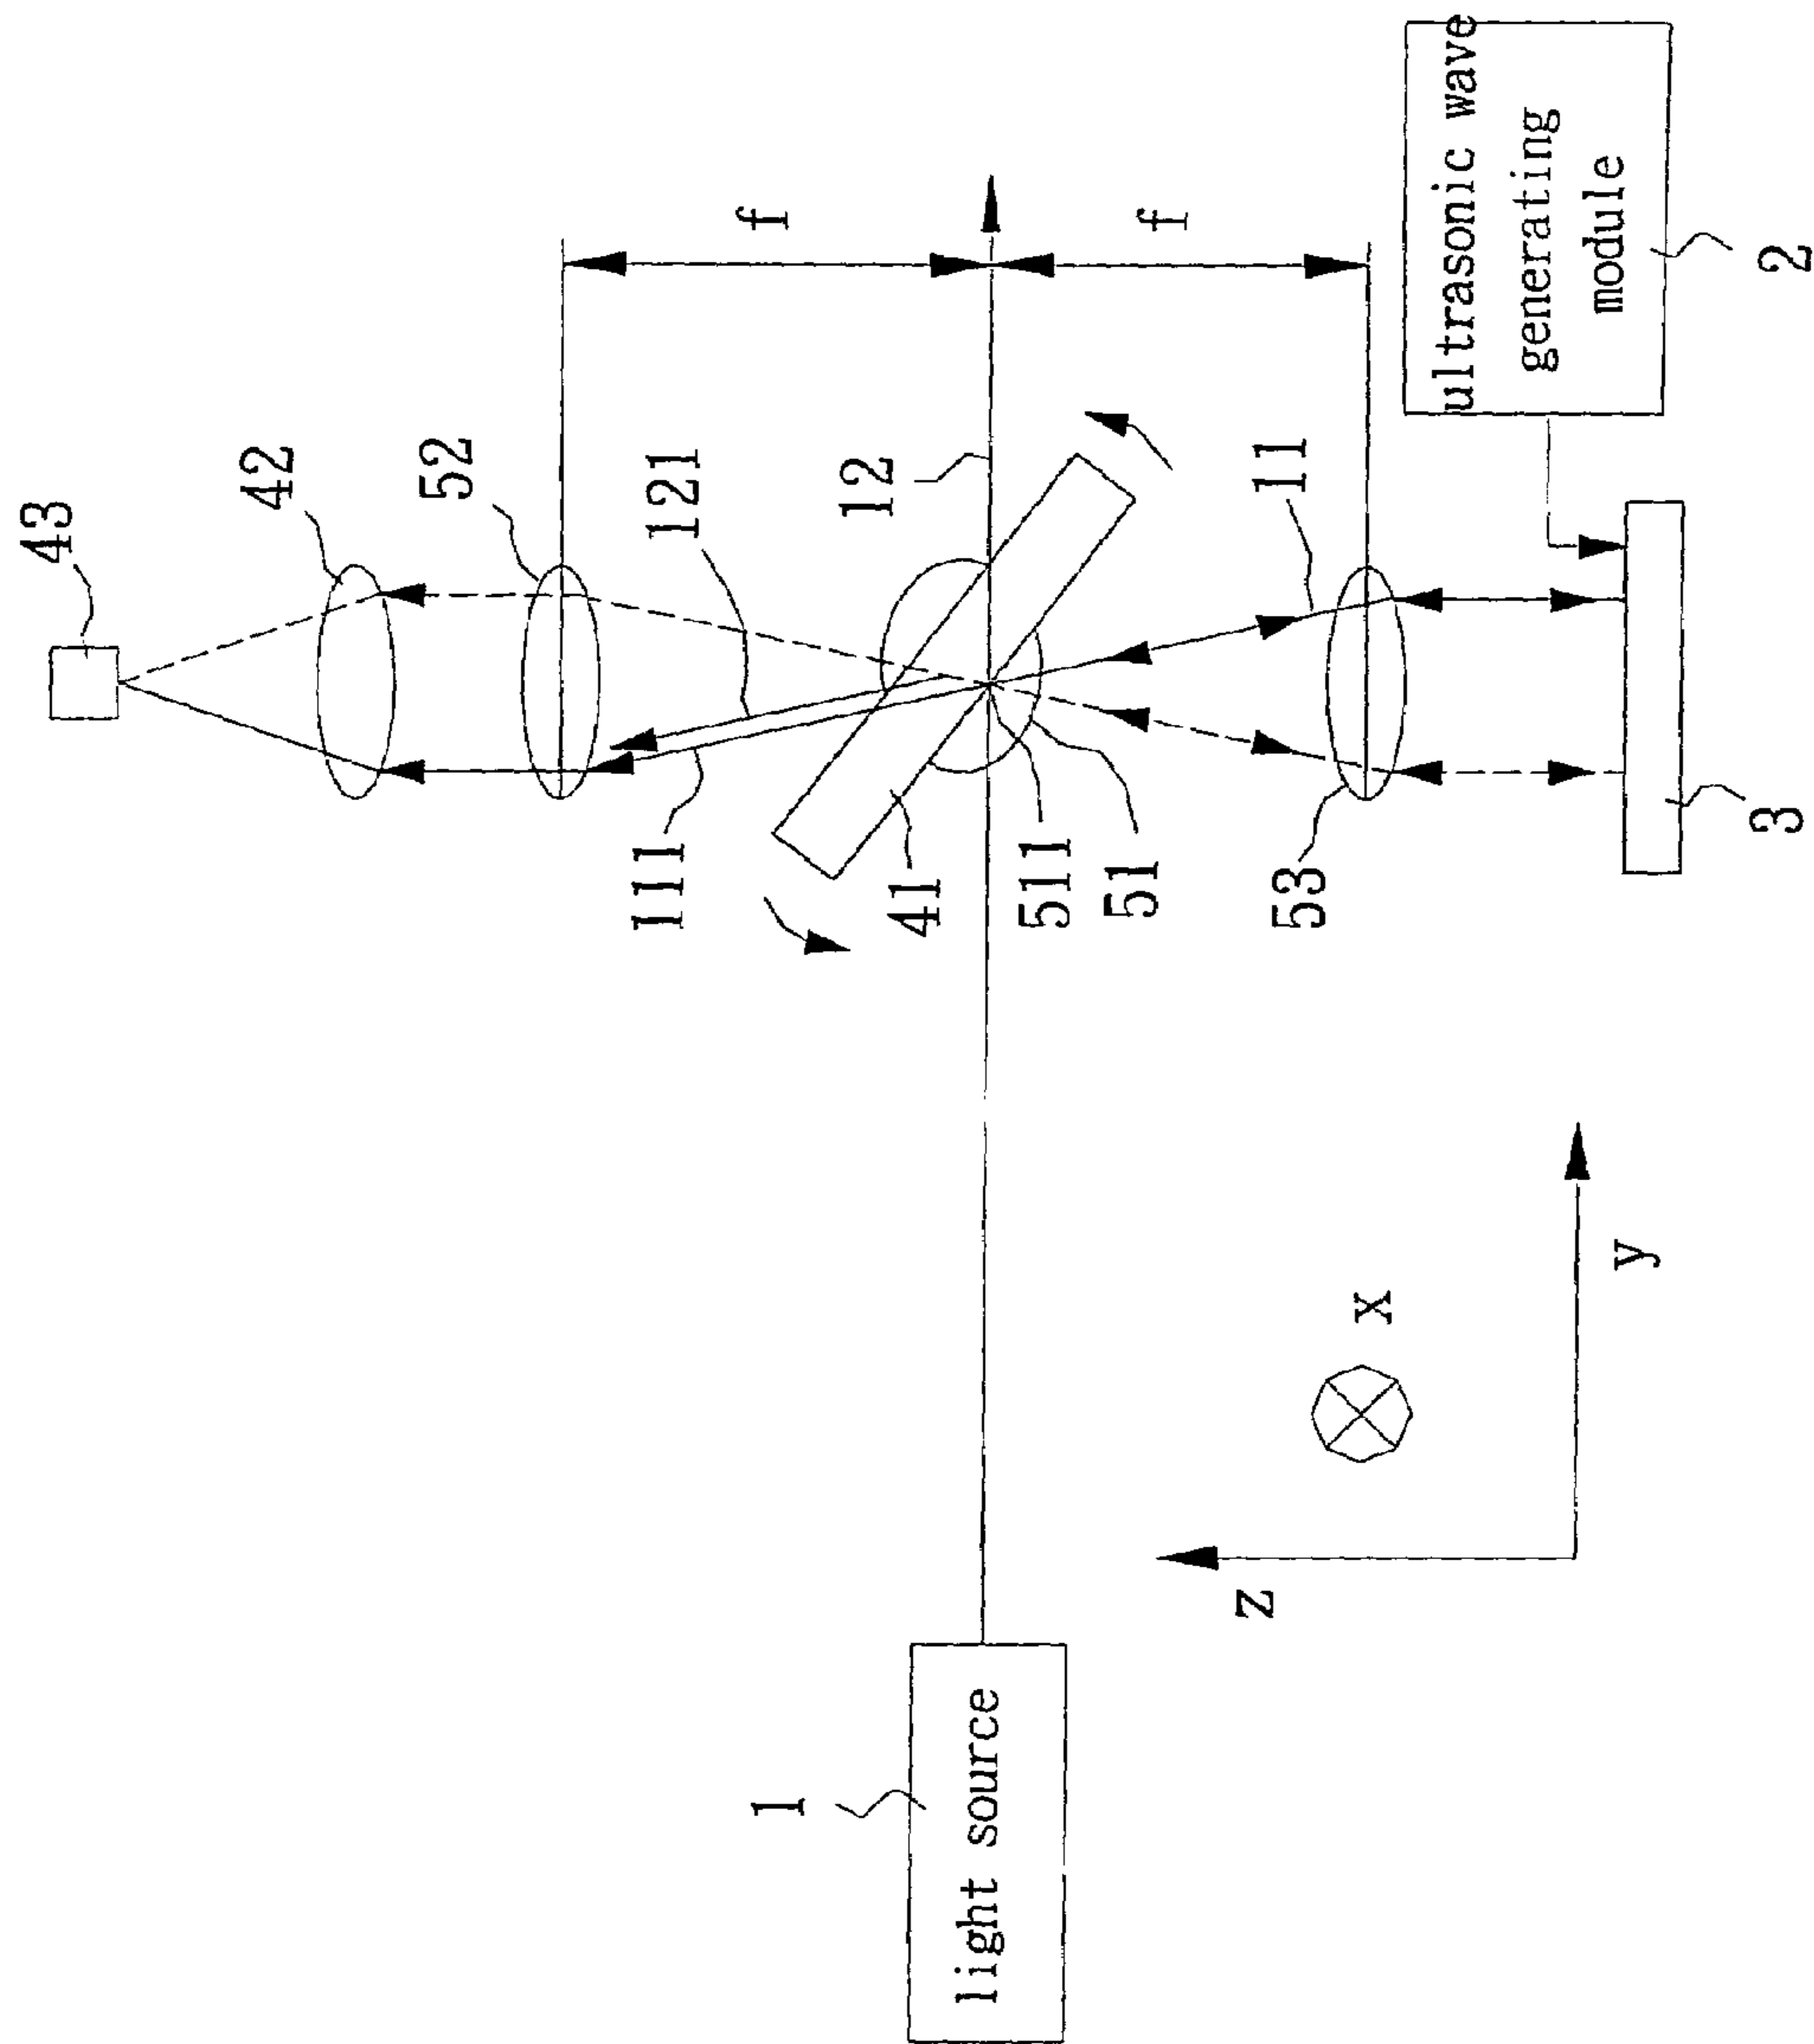 43
42
52
121
12
f
f
ultrasonic wave
generating
module
2
11
111
41
511
51
53
3
1
light source
z
x
y